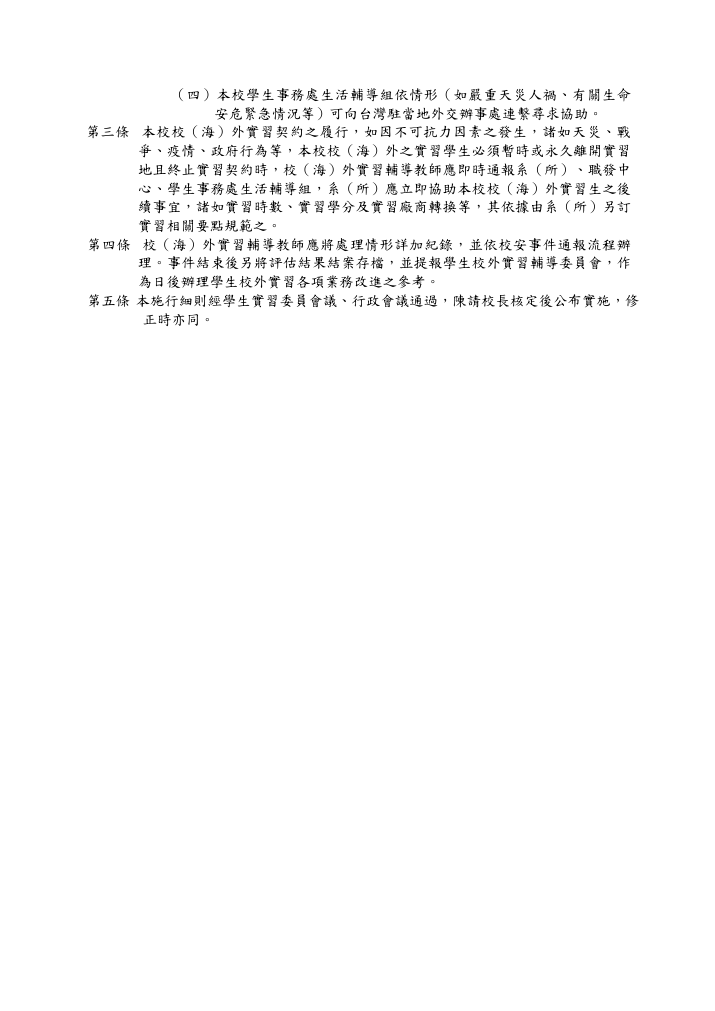 （四）本校學生事務處生活輔導組依情形（如嚴重天災人禍、有關生命
安危緊急情況等）可向台灣駐當地外交辦事處連繫尋求協助。
第三條 本校校（海）外實習契約之履行，如因不可抗力因素之發生，諸如天災、戰
爭、疫情、政府行為等，本校校（海）外之實習學生必須暫時或永久離開實習
地且終止實習契約時，校（海）外實習輔導教師應即時通報系（所）、職發中
心、學生事務處生活輔導組，系（所）應立即協助本校校（海）外實習生之後
續事宜，諸如實習時數、實習學分及實習廠商轉換等，其依據由系（所）另訂
實習相關要點規範之。
第四條 校（海）外實習輔導教師應將處理情形詳加紀錄，並依校安事件通報流程辦
理。事件結束後另將評估結果結案存檔，並提報學生校外實習輔導委員會，作
為日後辦理學生校外實習各項業務改進之參考。
第五條 本施行細則經學生實習委員會議、行政會議通過，陳請校長核定後公布實施，修
正時亦同。